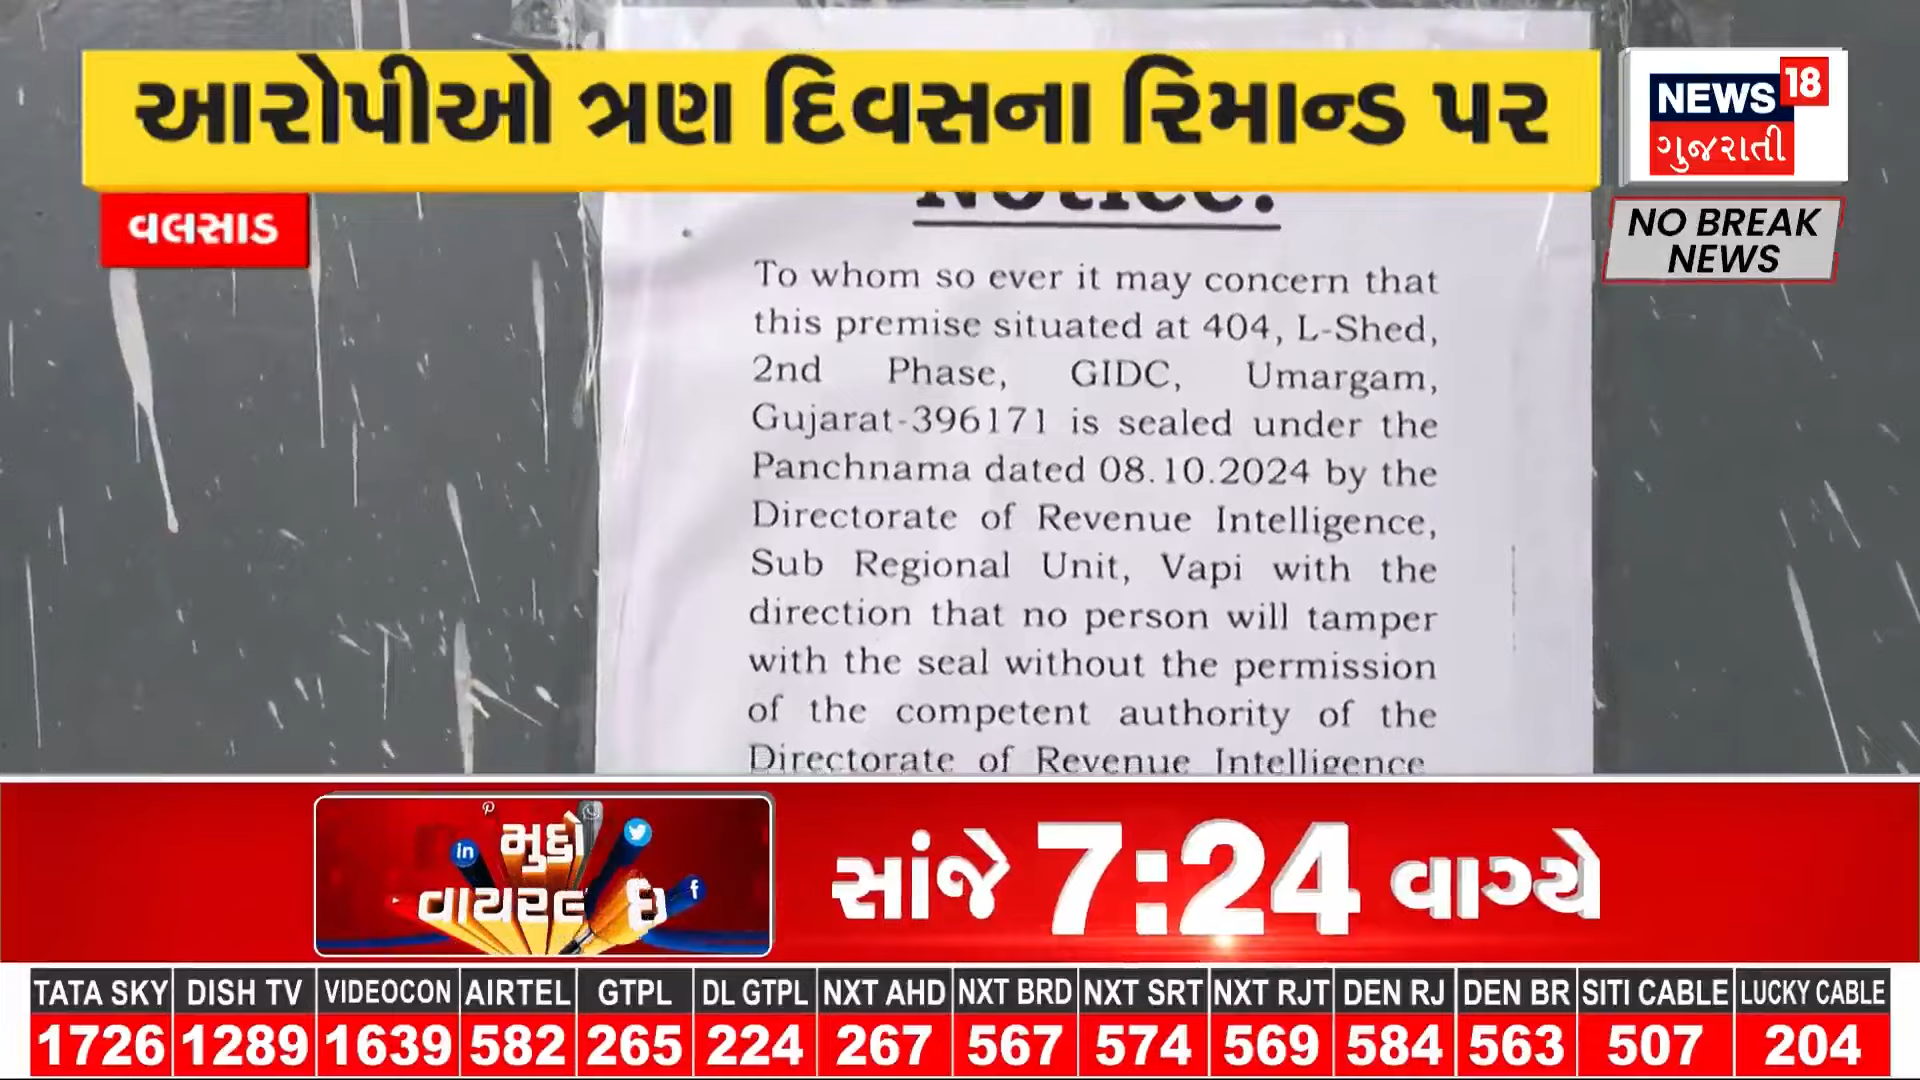 આરોપીઓ ત્રણ દિવસના રિમાન્ડ પર
NEWS 18
ગુજરાતી
વલસાડ
NO BREAK
NEWS
Notice:
To whom so ever it may concern that
this premise situated at 404, L-Shed,
2nd Phase, GIDC, Umargam,
Gujarat-396171 is sealed under the
Panchnama dated 08.10.2024 by the
Directorate of Revenue Intelligence,
Sub Regional Unit, Vapi with the
direction that no person will tamper
with the seal without the permission
of the competent authority of the
Directorate of Revenue Intelligence
મુદ્દો
વાયરલ છે
સાંજે 7:24 વાગ્યે
TATA SKY DISH TV VIDEOCON AIRTEL GTPL DL GTPL NXT AHD NXT BRD NXT SRT NXT RJT DEN RJ DEN BR SITI CABLE LUCKY CABLE
1726 1289 1639 582 265 224 267 567 574 569 584 563 507 204